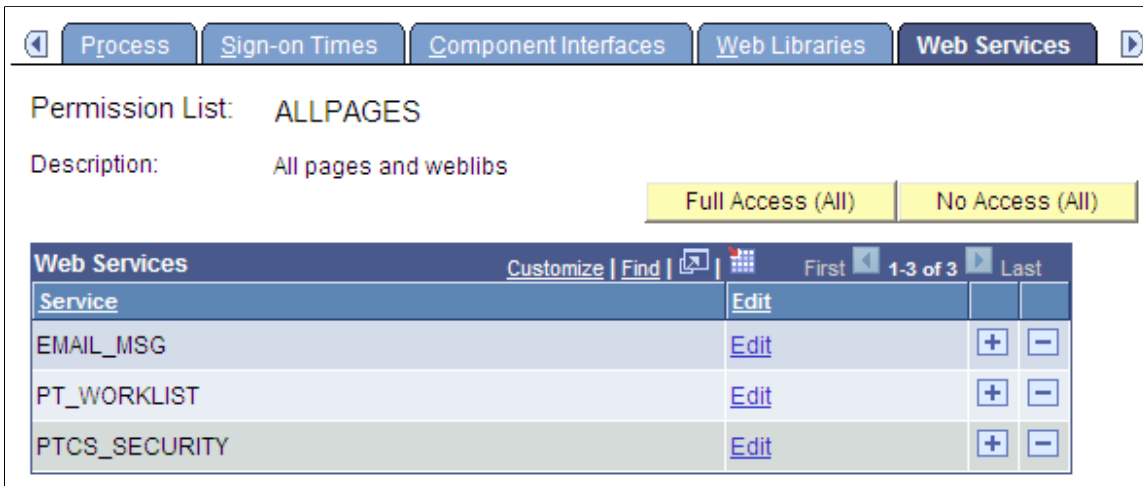 Process Sign-on Times Component Interfaces Web Libraries Web Services
Permission List: ALLPAGES
Description: All pages and weblibs
Full Access (All) No Access (All)
Web Services Customize | Find | | First 1-3 of 3 Last
Service Edit
EMAIL_MSG Edit
PT_WORKLIST Edit
PTCS_SECURITY Edit